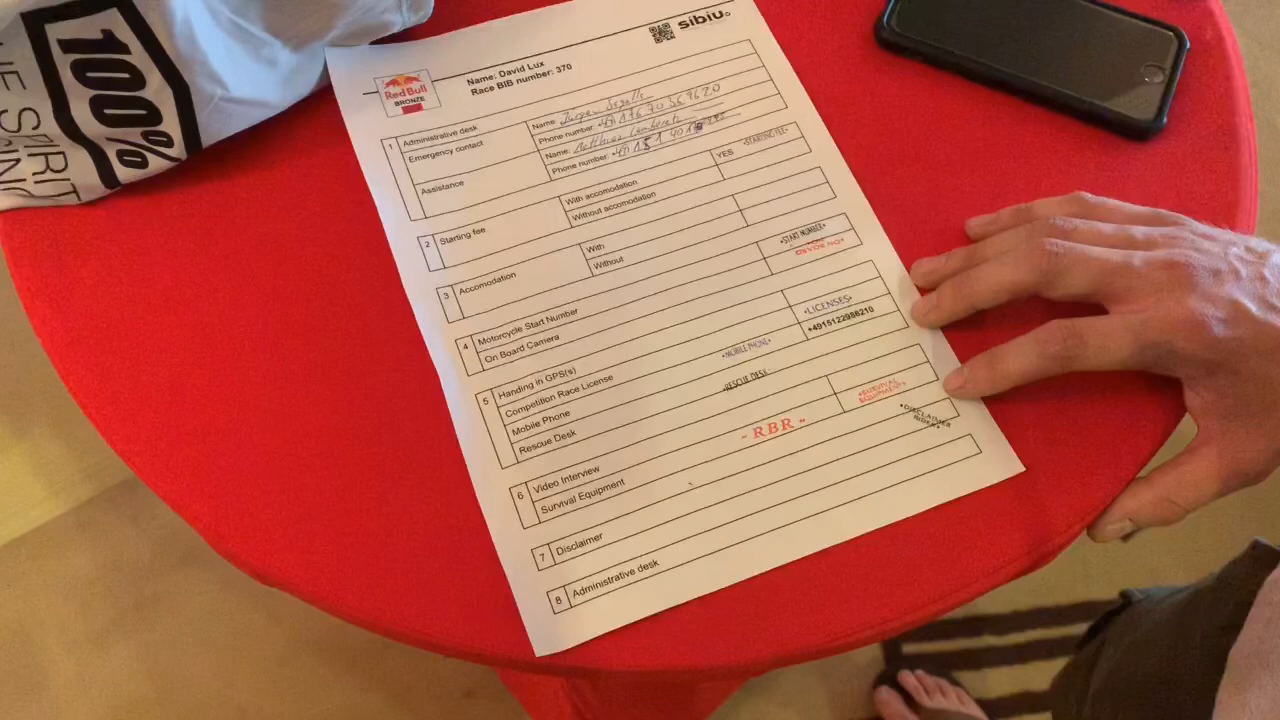 100%
THE SPIRIT
sibiu
Red Bull
BRONZE
Name: David Lux
Race BIB number: 370
1 Administrative desk
Emergency contact
Name:
Phone number:
Assistance
Name:
Phone number:
2 Starting fee
With accomodation
Without accomodation
YES
•STARTING FEE•
3 Accomodation
With
Without
4 Motorcycle Start Number
•START NUMBER•
On Board Camera
5 Handing in GPS(s)
Competition Race License
•LICENSES•
Mobile Phone
•MOBILE PHONE•
+4915122988210
Rescue Desk
•RESCUE DESK•
6 Video Interview
Survival Equipment
- RBR -
•SURVIVAL EQUIPMENT•
7 Disclaimer
•DISCLAIMER RIDER•
8 Administrative desk